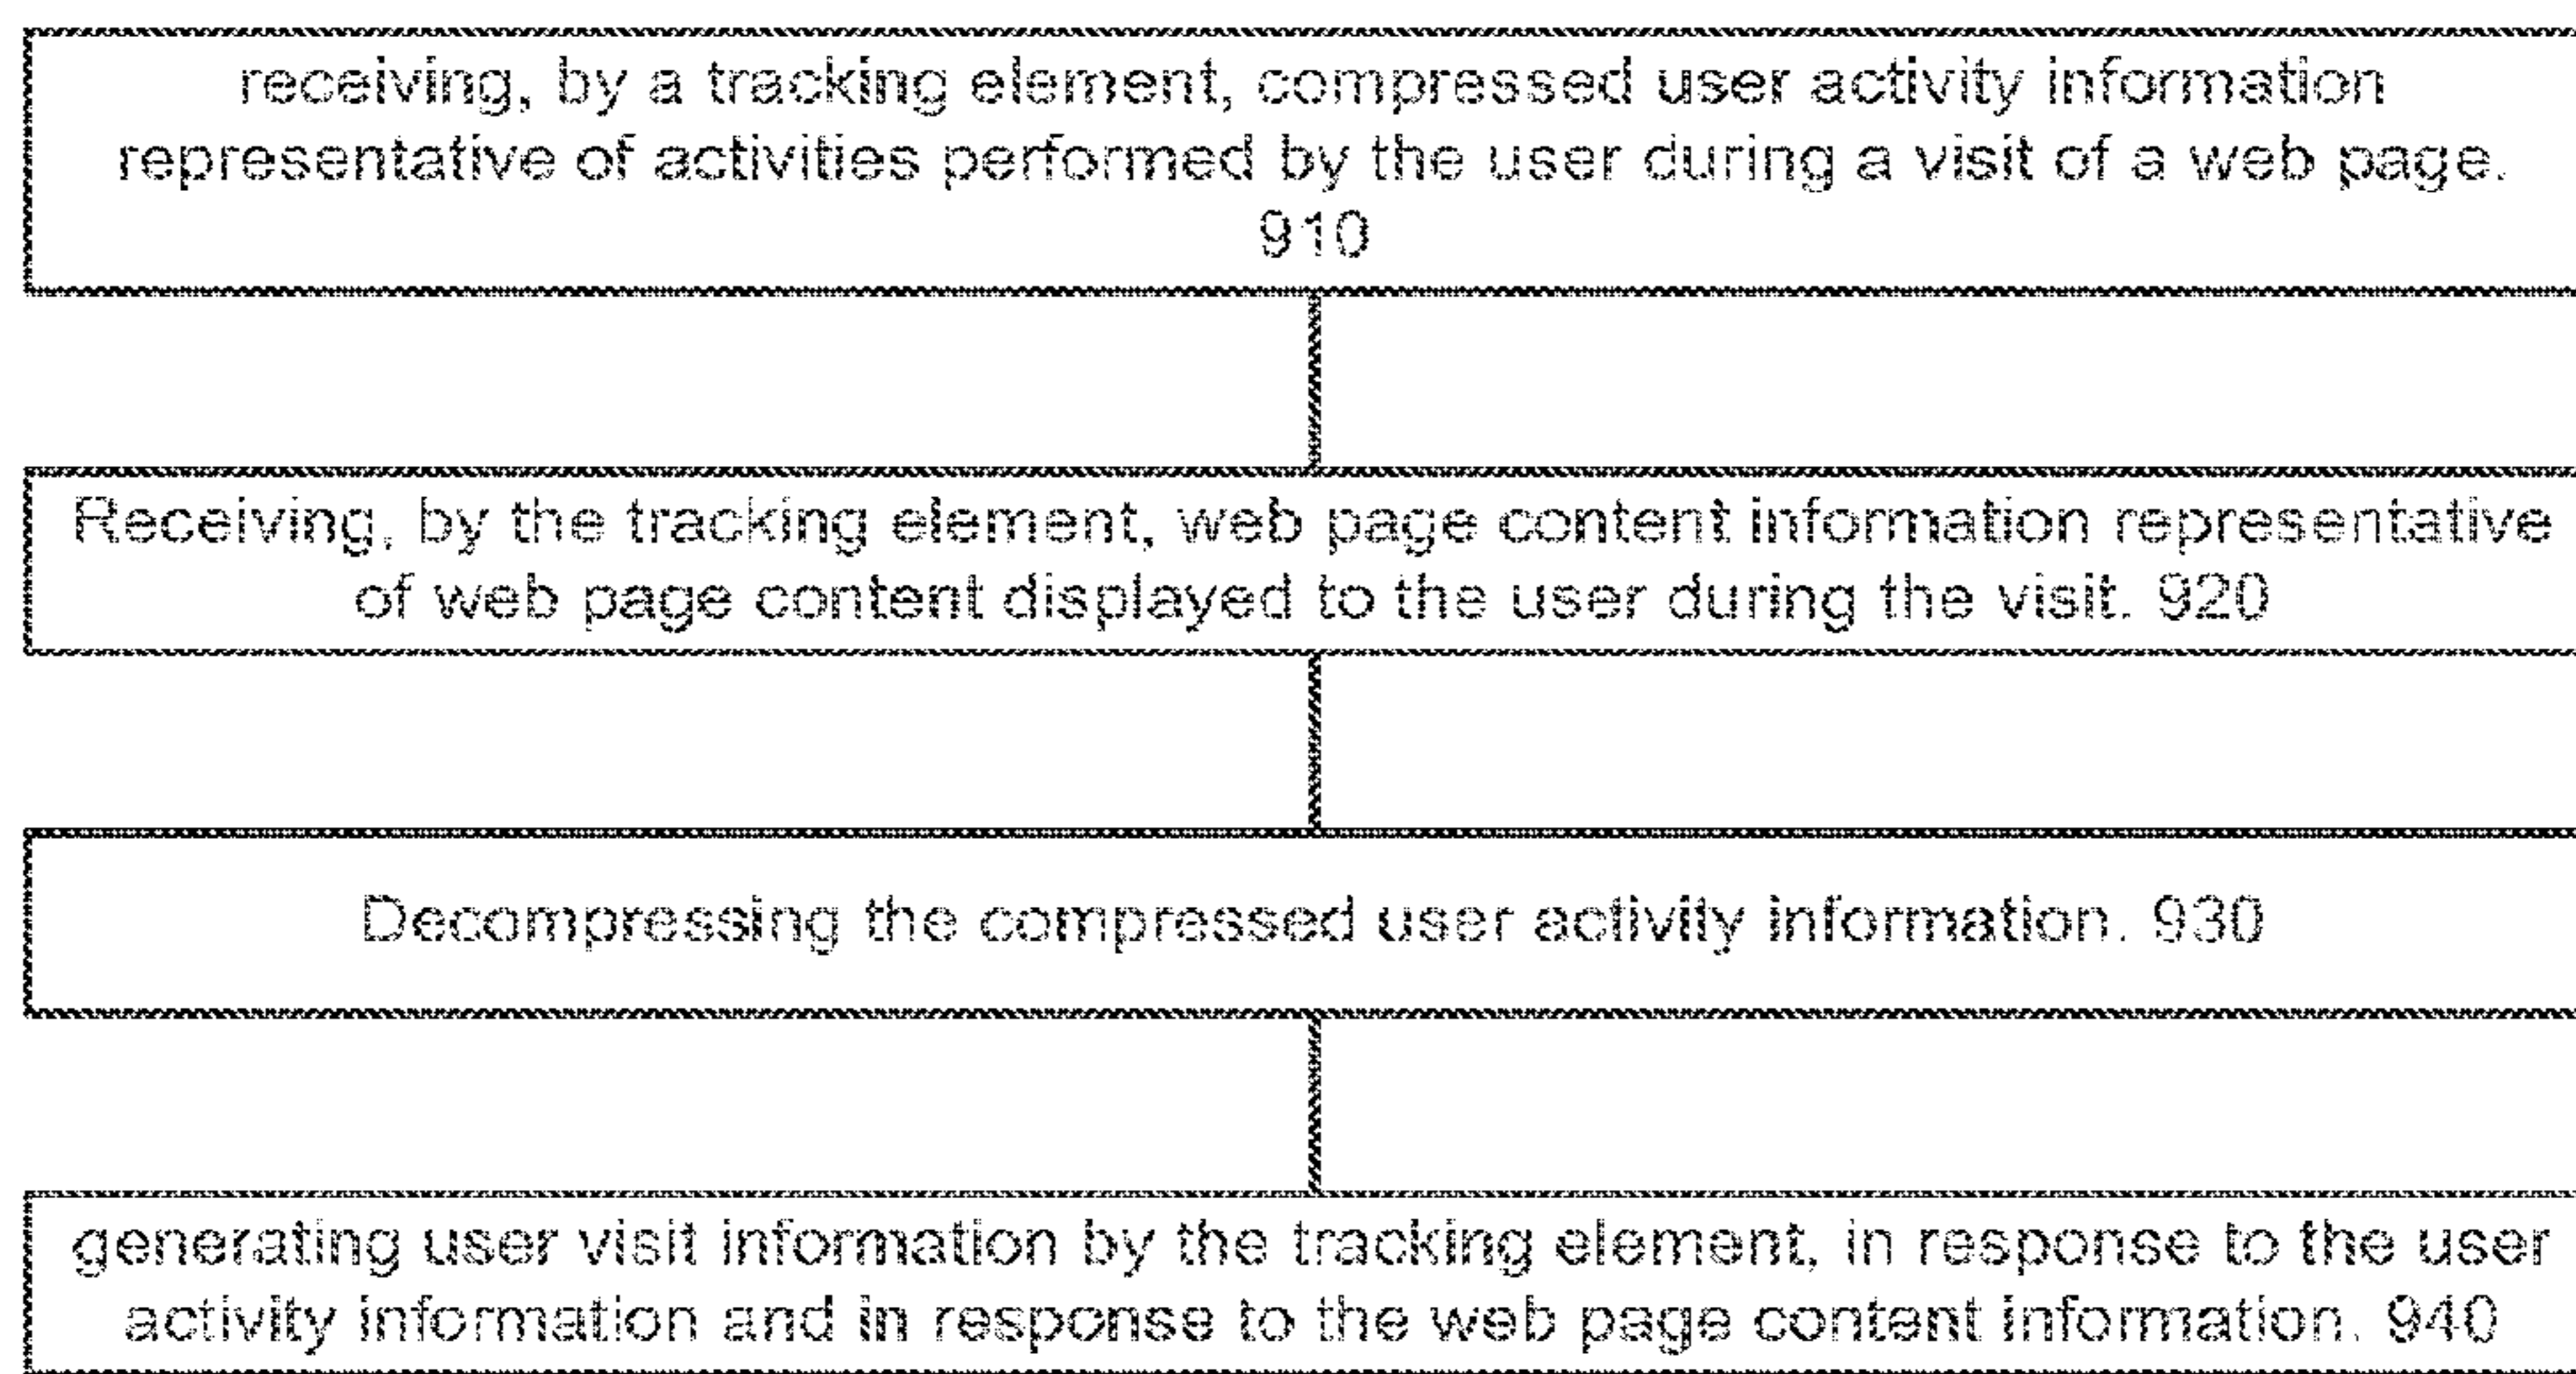 receiving, by a tracking element, compressed user activity information
representative of activities performed by the user during a visit of a web page.
910
Receiving, by the tracking element, web page content information representative
of web page content displayed to the user during the visit. 920
Decompressing the compressed user activity information. 930
generating user visit information by the tracking element, in response to the user
activity information and in response to the web page content information. 940